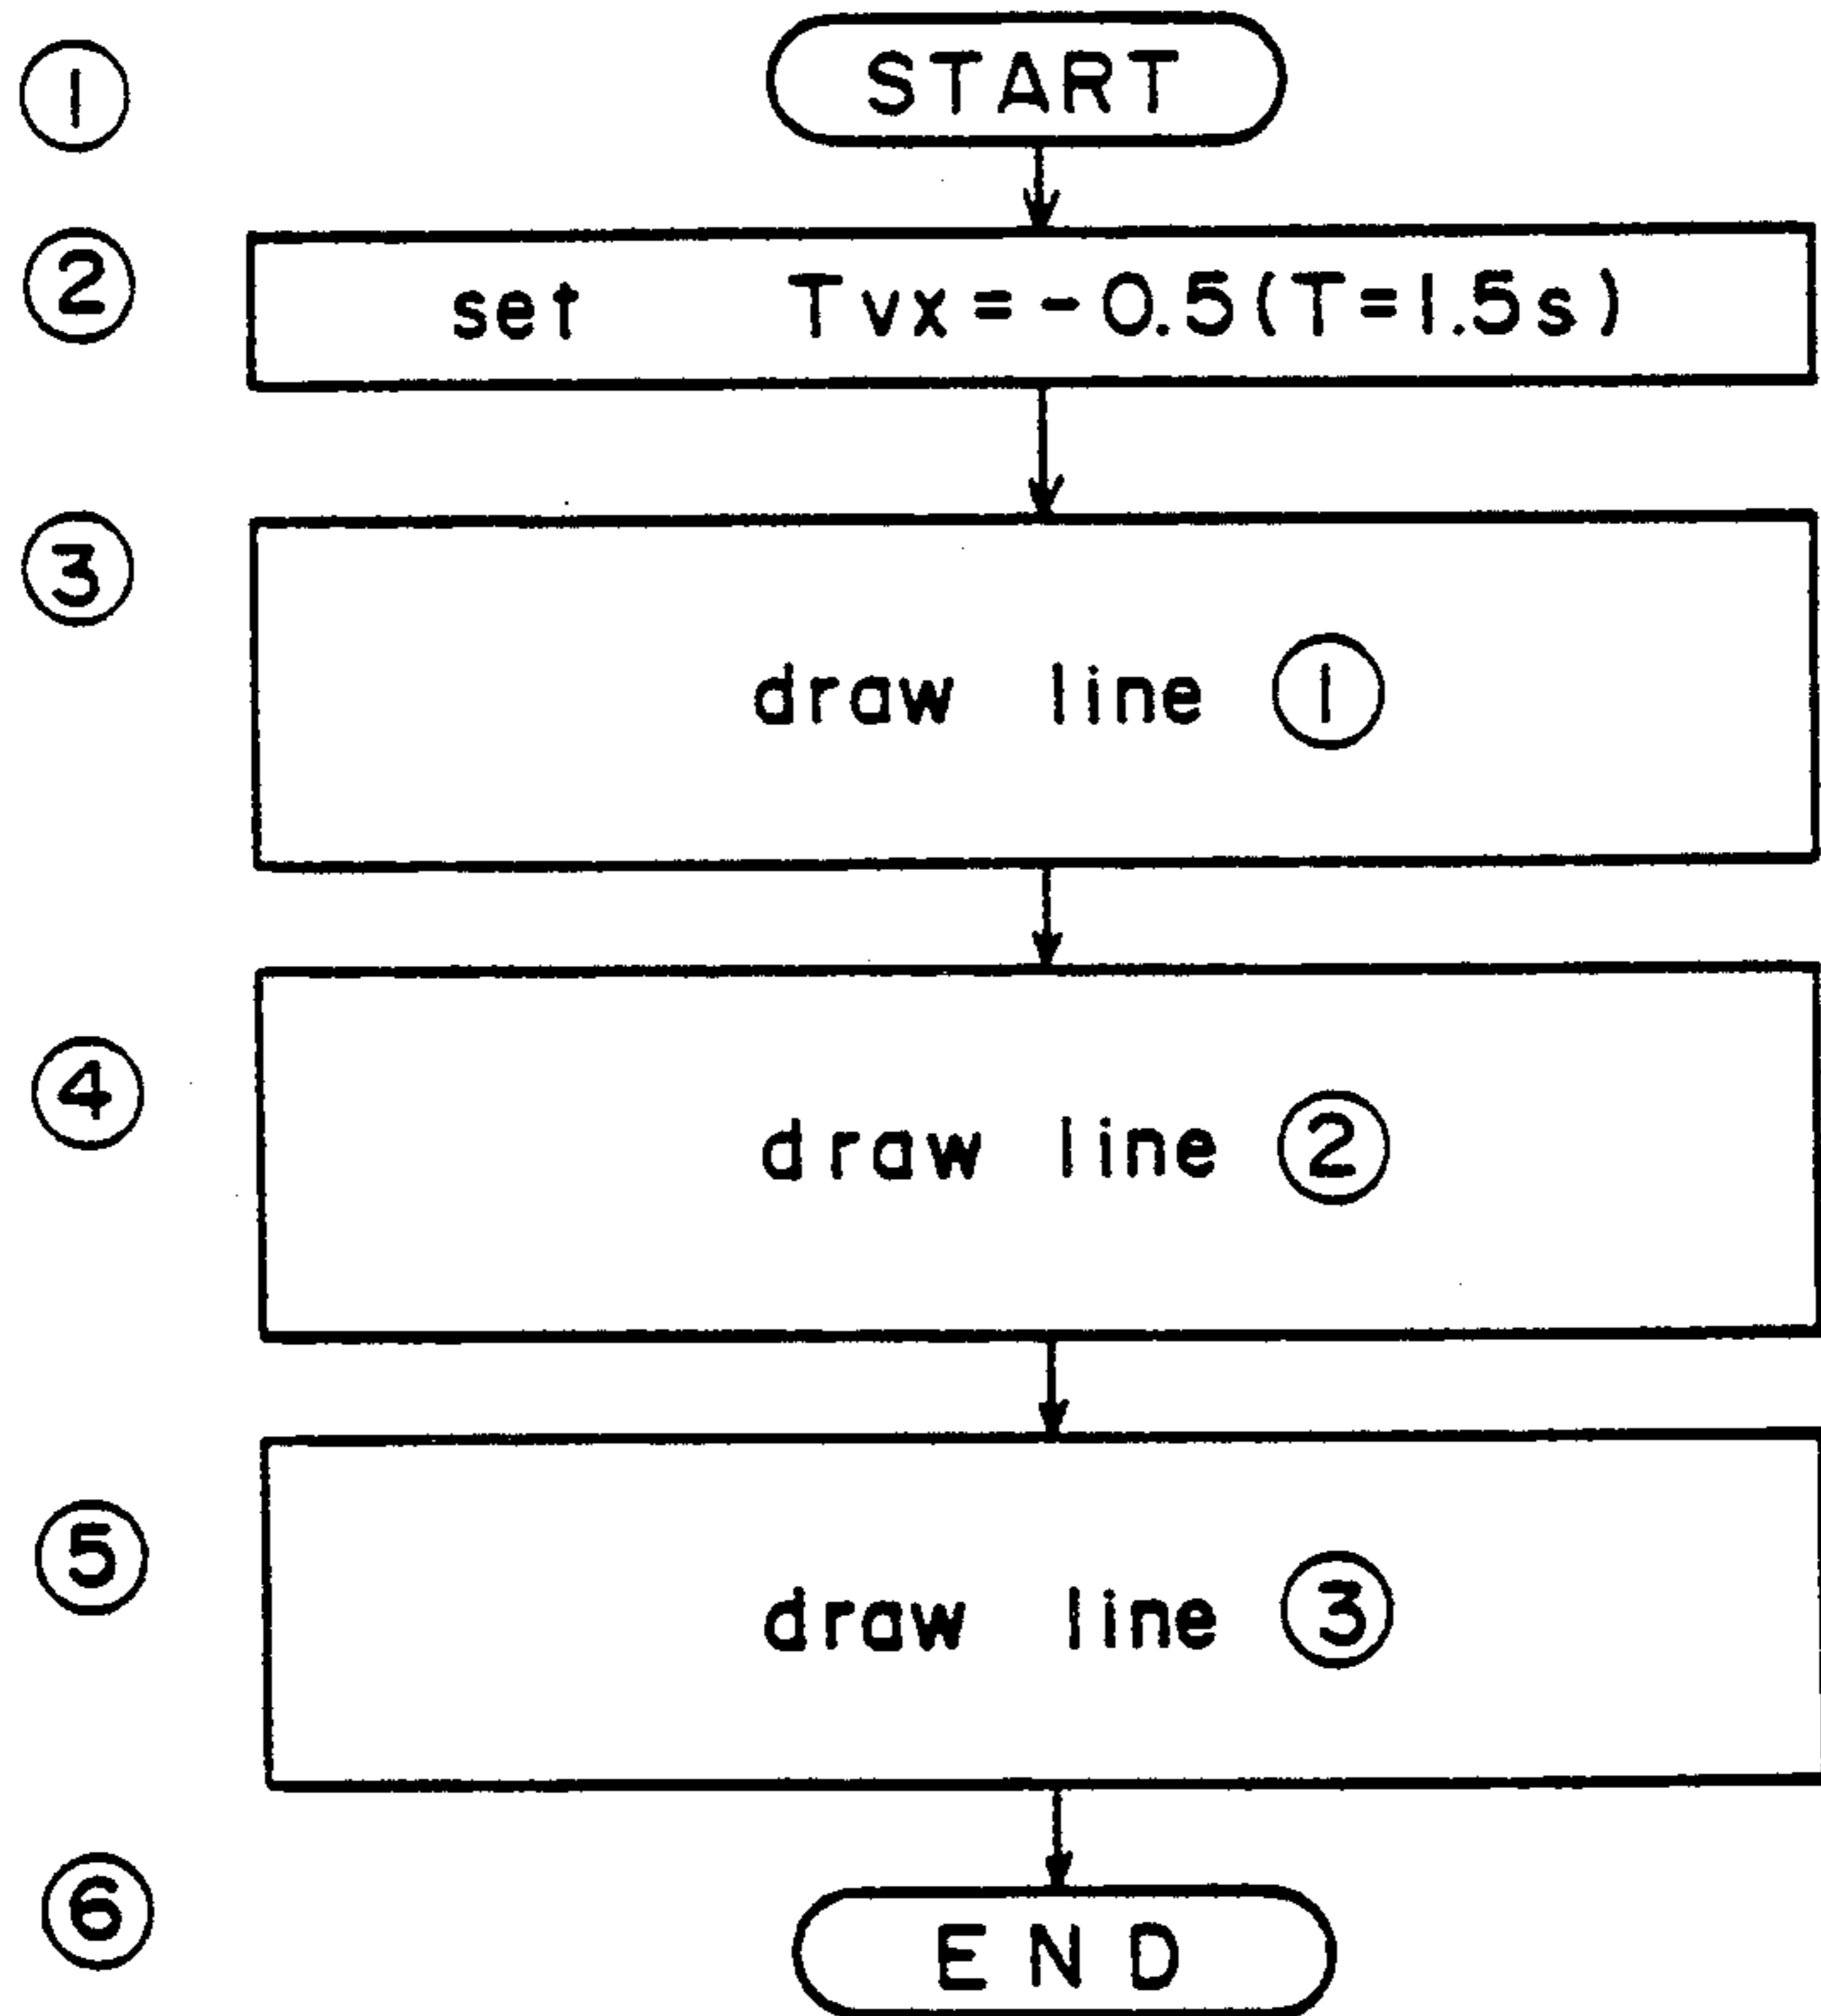 ① START
② set Tvx=-0.5(T=1.5s)
③
draw line ①
④
draw line ②
⑤
draw line ③
⑥ END